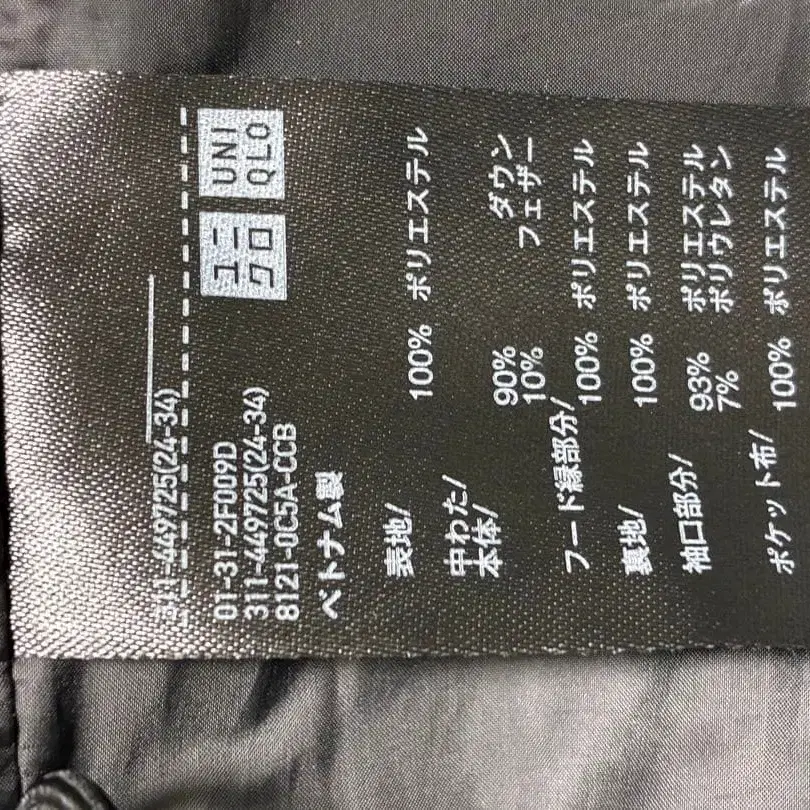 311-449725(24-34)
ユニ
クロ
UNI
QLO
01-31-2F009D
311-449725(24-34)
8121-0C5A-CCB
ベトナム製
表地/
100% ポリエステル
中わた/
本体/
90% ダウン
10% フェザー
フード縁部分/
100% ポリエステル
裏地/
100% ポリエステル
袖口部分/
93% ポリエステル
7% ポリウレタン
ポケット布/
100% ポリエステル